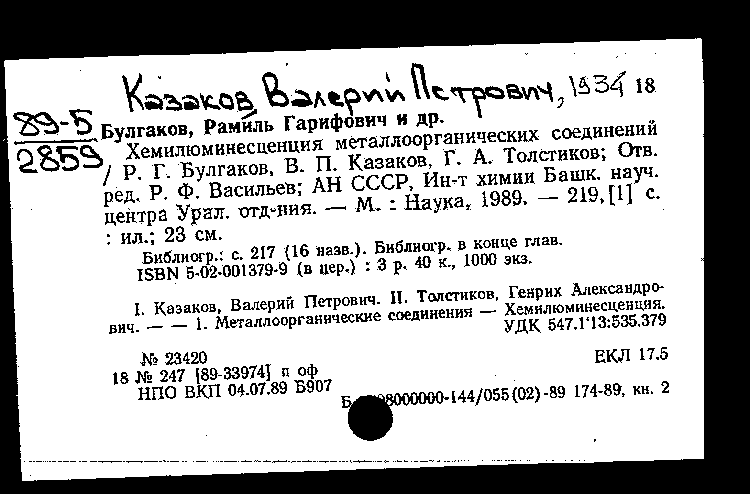 Казаков, Валерий Петрович, 1934 18
89-5
2859
Булгаков, Рамиль Гарифович и др.
Хемилюминесценция металлоорганических соединений
/ Р. Г. Булгаков, В. П. Казаков, Г. А. Толстиков; Отв.
ред. Р. Ф. Васильев; АН СССР, Ин-т химии Башк. науч.
центра Урал. отд-ния. — М. : Наука, 1989. — 219,[1] с.
: ил.; 23 см.
Библиогр.: с. 217 (16 назв.). Библиогр. в конце глав.
ISBN 5-02-001379-9 (в пер.) : 3 р. 40 к., 1000 экз.
I. Казаков, Валерий Петрович. II. Толстиков, Генрих Александро-
вич. — — 1. Металлоорганические соединения — Хемилюминесценция.
УДК 547.1'13:535.379
№ 23420
18 № 247 [89-33974] п оф
НПО ВКП 04.07.89 Б907
ЕКЛ 17.5
Б 98000000-144/055(02)-89 174-89, кн. 2